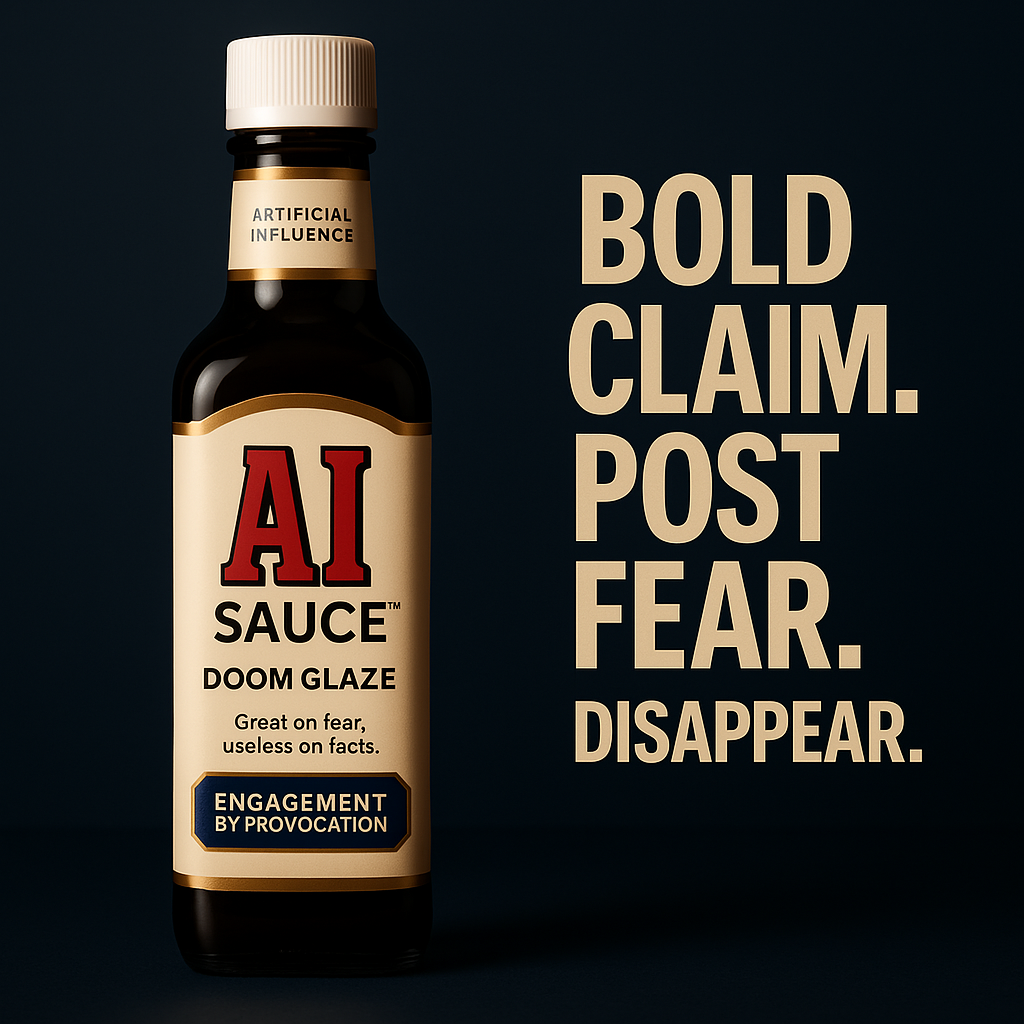 ARTIFICIAL
INFLUENCE
AI
SAUCE™
DOOM GLAZE
Great on fear,
useless on facts.
ENGAGEMENT
BY PROVOCATION
BOLD
CLAIM.
POST
FEAR.
DISAPPEAR.